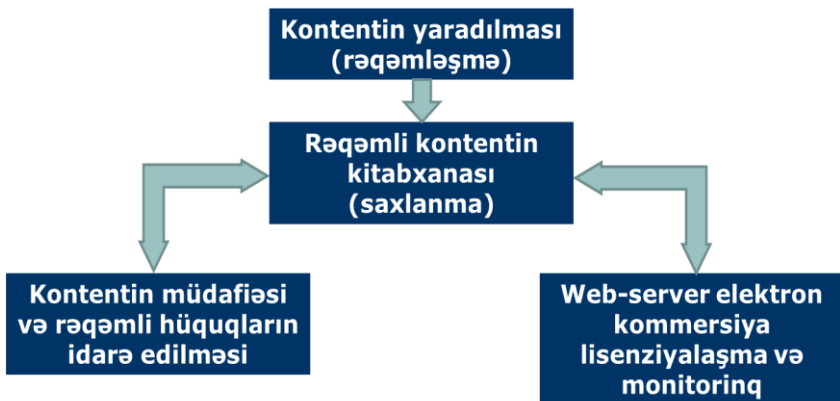 Kontentin yaradılması
(rəqəmləşmə)
Rəqəmli kontentin
kitabxanası
(saxlanma)
Kontentin müdafiəsi
və rəqəmli hüquqların
idarə edilməsi
Web-server elektron
kommersiya
lisenziyalaşma və
monitorinq